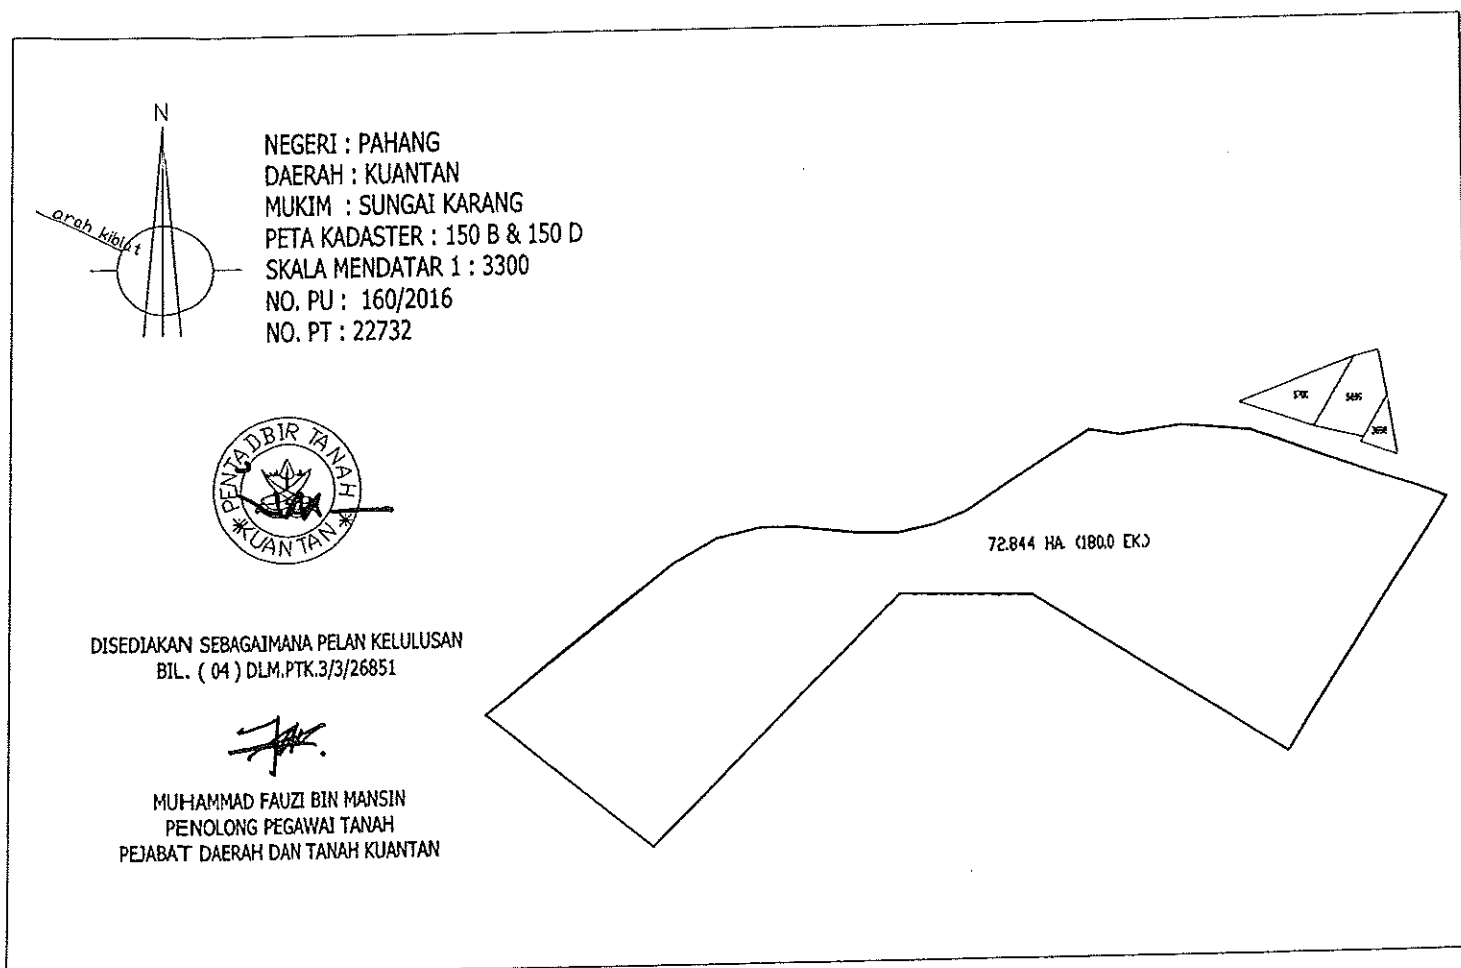 N
arah kiblat
NEGERI : PAHANG
DAERAH : KUANTAN
MUKIM : SUNGAI KARANG
PETA KADASTER : 150 B & 150 D
SKALA MENDATAR 1 : 3300
NO. PU : 160/2016
NO. PT : 22732
PENTADBIR TANAH
*KUANTAN*
72.844 HA. (180.0 EK.)
DISEDIAKAN SEBAGAIMANA PELAN KELULUSAN
BIL. ( 04 ) DLM.PTK.3/3/26851
MUHAMMAD FAUZI BIN MANSIN
PENOLONG PEGAWAI TANAH
PEJABAT DAERAH DAN TANAH KUANTAN